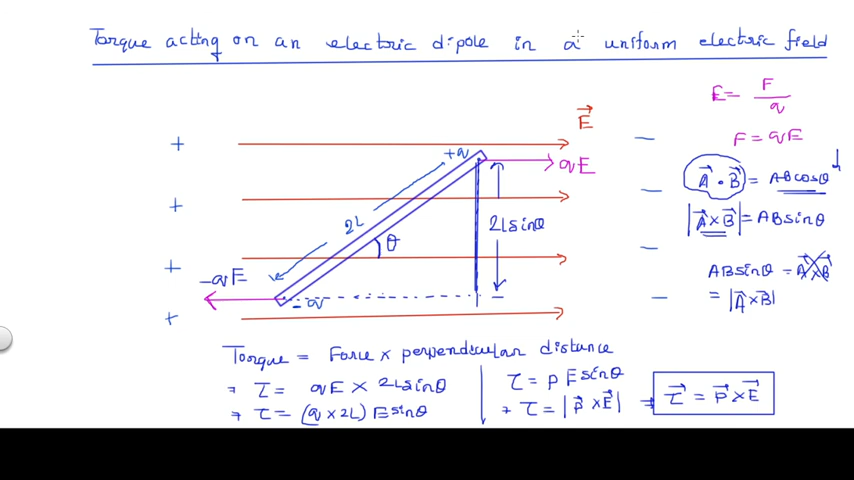 Torque acting on an electric dipole in a uniform electric field
E = F/q
F = qE
A⃗ · B⃗ = ABcosθ
|A⃗ × B⃗| = ABsinθ
ABsinθ = A⃗ × B⃗
= |A⃗ × B⃗|
+ + + +
− − − −
E⃗
+q
qE
2L
θ
2Lsinθ
−qE
−q
Torque = Force × perpendicular distance
→ τ = qE × 2Lsinθ
→ τ = (q × 2L) Esinθ
τ = PEsinθ
→ τ = |P⃗ × E⃗| → τ⃗ = P⃗ × E⃗